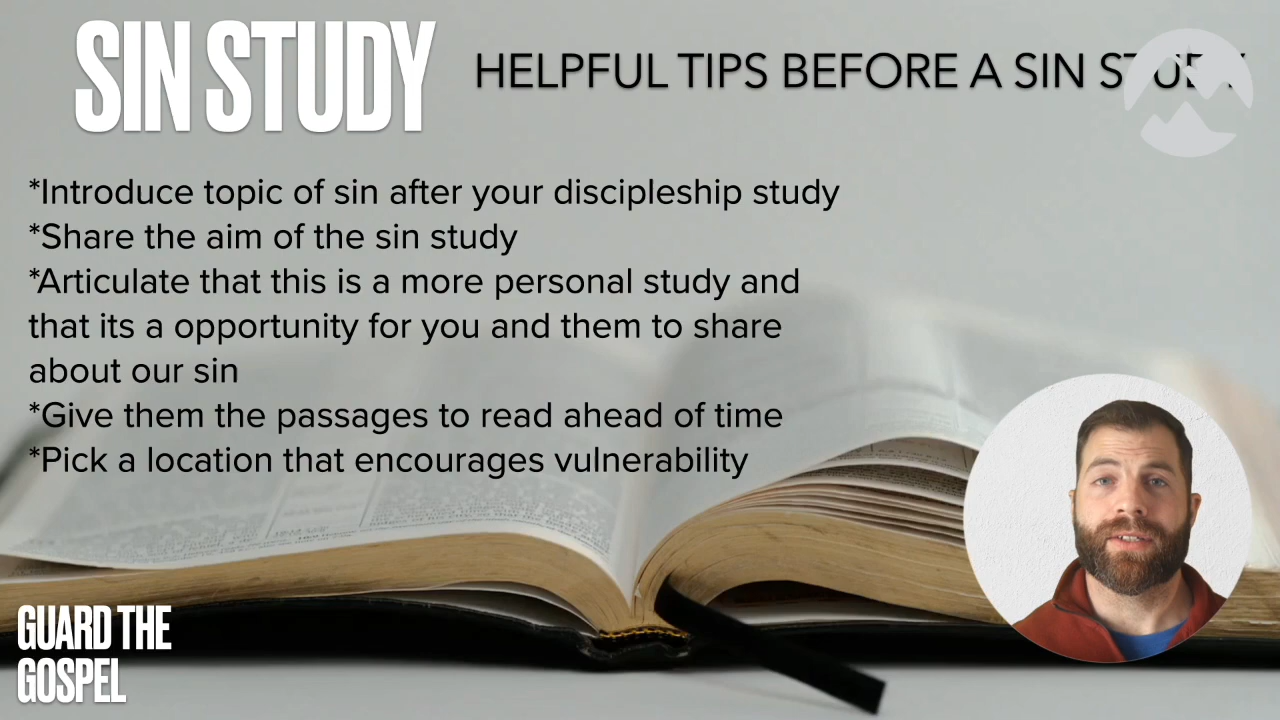 SIN STUDY
HELPFUL TIPS BEFORE A SIN STUDY
*Introduce topic of sin after your discipleship study
*Share the aim of the sin study
*Articulate that this is a more personal study and
that its a opportunity for you and them to share
about our sin
*Give them the passages to read ahead of time
*Pick a location that encourages vulnerability
GUARD THE
GOSPEL